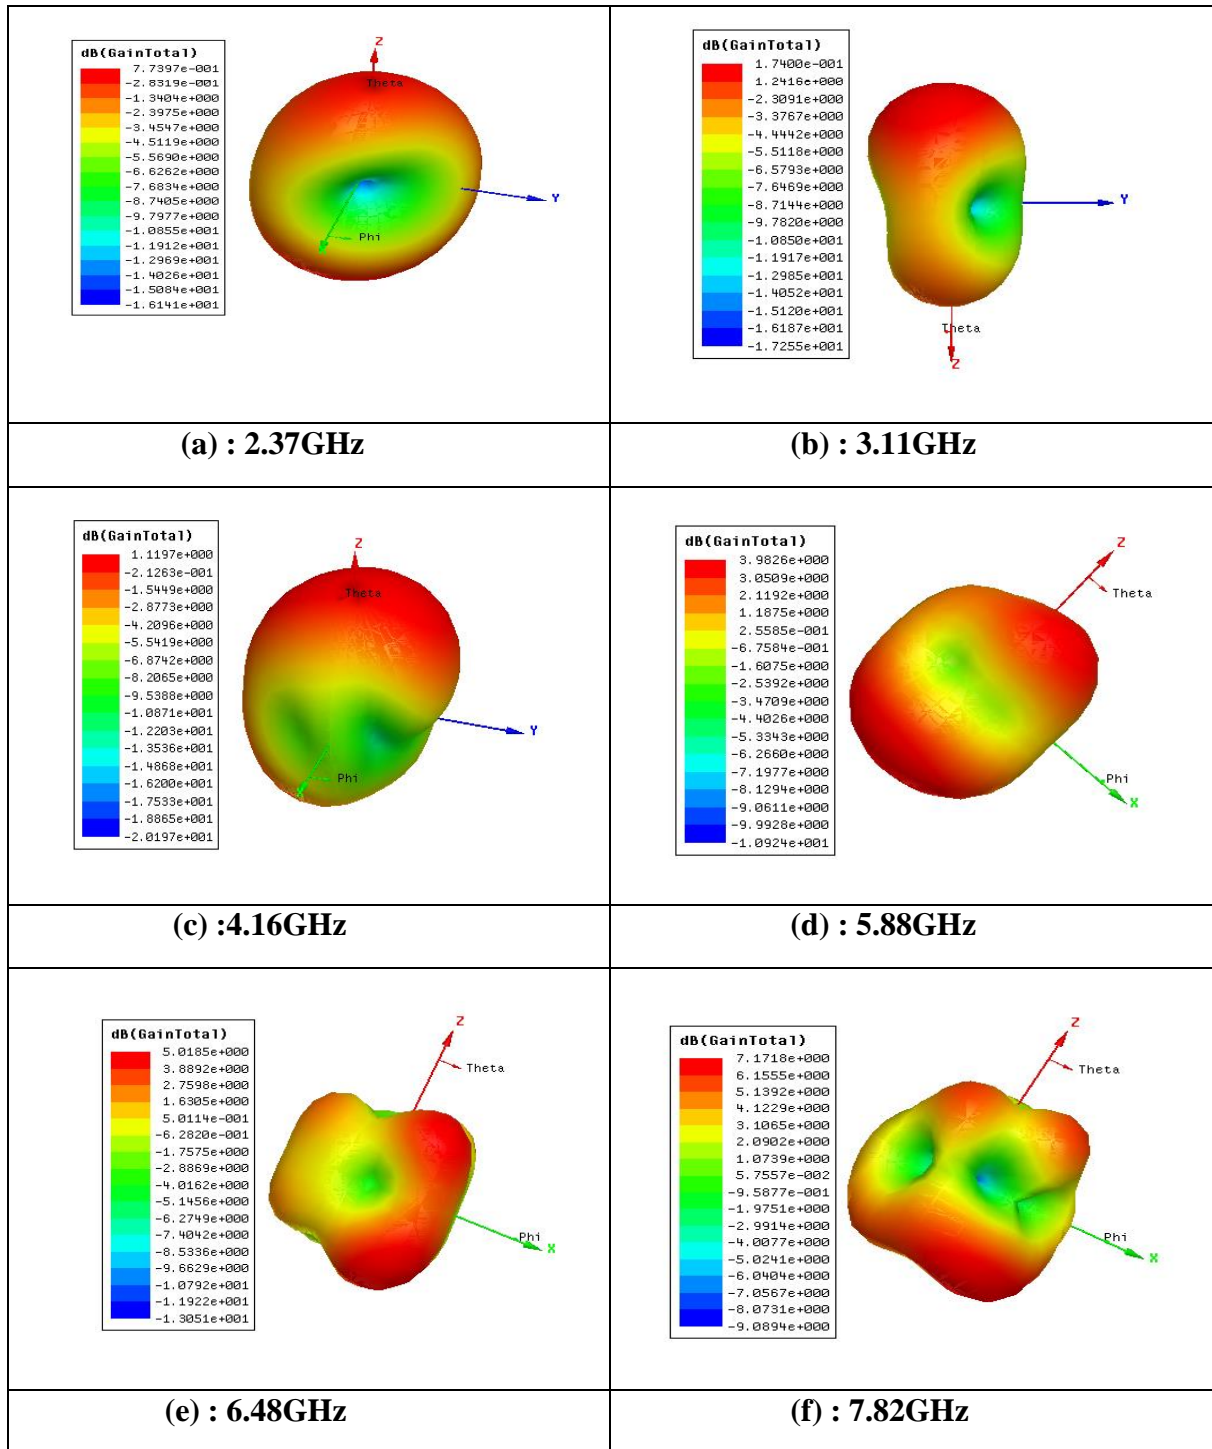 dB(GainTotal)
7.7397e-001
-2.8319e-001
-1.3404e+000
-2.3975e+000
-3.4547e+000
-4.5119e+000
-5.5690e+000
-6.6262e+000
-7.6834e+000
-8.7405e+000
-9.7977e+000
-1.0855e+001
-1.1912e+001
-1.2969e+001
-1.4026e+001
-1.5084e+001
-1.6141e+001
Z
Theta
Y
X
Phi
dB(GainTotal)
1.7400e-001
1.2416e+000
-2.3091e+000
-3.3767e+000
-4.4442e+000
-5.5118e+000
-6.5793e+000
-7.6469e+000
-8.7144e+000
-9.7820e+000
-1.0850e+001
-1.1917e+001
-1.2985e+001
-1.4052e+001
-1.5120e+001
-1.6187e+001
-1.7255e+001
Y
Theta
Z
(a) : 2.37GHz
(b) : 3.11GHz
dB(GainTotal)
1.1197e+000
-2.1263e-001
-1.5449e+000
-2.8773e+000
-4.2096e+000
-5.5419e+000
-6.8742e+000
-8.2065e+000
-9.5388e+000
-1.0871e+001
-1.2203e+001
-1.3536e+001
-1.4868e+001
-1.6200e+001
-1.7533e+001
-1.8865e+001
-2.0197e+001
Z
Theta
Y
Phi
X
dB(GainTotal)
3.9826e+000
3.0509e+000
2.1192e+000
1.1875e+000
2.5585e-001
-6.7584e-001
-1.6075e+000
-2.5392e+000
-3.4709e+000
-4.4026e+000
-5.3343e+000
-6.2660e+000
-7.1977e+000
-8.1294e+000
-9.0611e+000
-9.9928e+000
-1.0924e+001
Z
Theta
Phi
X
(c) :4.16GHz
(d) : 5.88GHz
dB(GainTotal)
5.0185e+000
3.8892e+000
2.7598e+000
1.6305e+000
5.0114e-001
-6.2820e-001
-1.7575e+000
-2.8869e+000
-4.0162e+000
-5.1456e+000
-6.2749e+000
-7.4042e+000
-8.5336e+000
-9.6629e+000
-1.0792e+001
-1.1922e+001
-1.3051e+001
Z
Theta
Phi
X
dB(GainTotal)
7.1718e+000
6.1555e+000
5.1392e+000
4.1229e+000
3.1065e+000
2.0902e+000
1.0739e+000
5.7557e-002
-9.5877e-001
-1.9751e+000
-2.9914e+000
-4.0077e+000
-5.0241e+000
-6.0404e+000
-7.0567e+000
-8.0731e+000
-9.0894e+000
Z
Theta
Phi
X
(e) : 6.48GHz
(f) : 7.82GHz